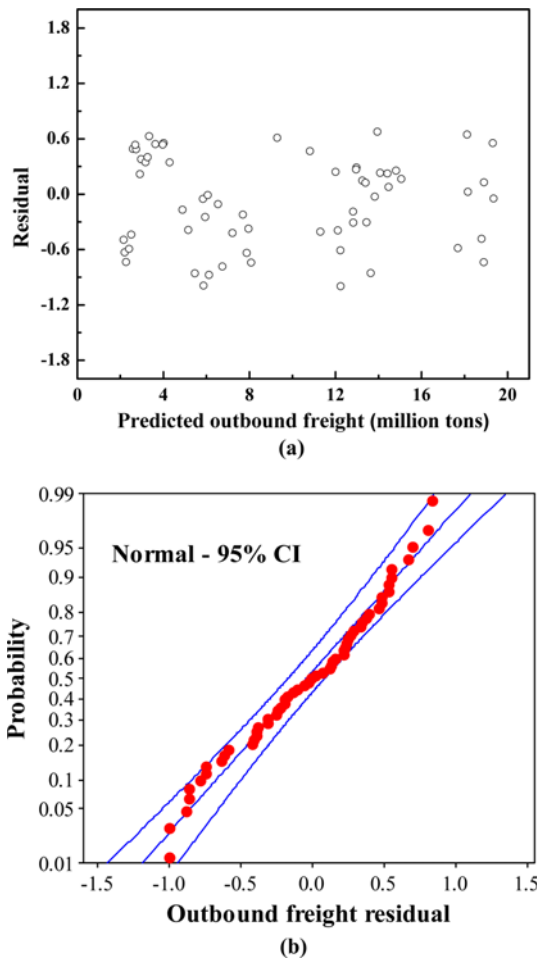 1.8
1.2
0.6
0.0
-0.6
-1.2
-1.8
Residual
0 4 8 12 16 20
Predicted outbound freight (million tons)
(a)
0.99
0.95
0.9
0.8
0.7
0.6
0.5
0.4
0.3
0.2
0.1
0.05
0.01
Normal - 95% CI
Probability
-1.5 -1.0 -0.5 0.0 0.5 1.0 1.5
Outbound freight residual
(b)